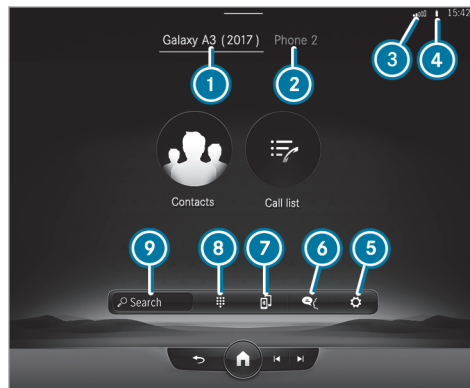 15:42
Galaxy A3 (2017) Phone 2
3 4
1 2
Contacts Call list
9 8 7 6 5
Search